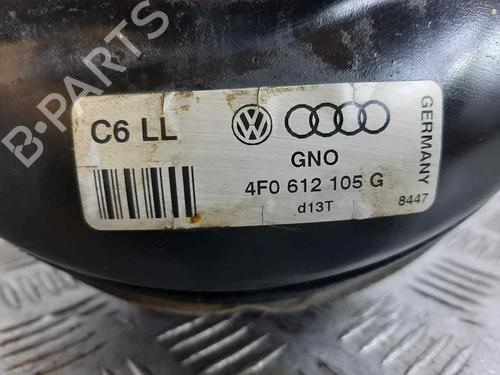 C6 LL
GNO
4F0 612 105 G
d13T
GERMANY
8447
B-PARTS